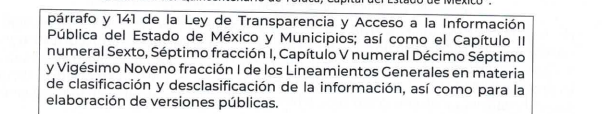 Capital del Estado de México".
párrafo y 141 de la Ley de Transparencia y Acceso a la Información
Pública del Estado de México y Municipios; así como el Capítulo II
numeral Sexto, Séptimo fracción I, Capítulo V numeral Décimo Séptimo
y Vigésimo Noveno fracción I de los Lineamientos Generales en materia
de clasificación y desclasificación de la información, así como para la
elaboración de versiones públicas.